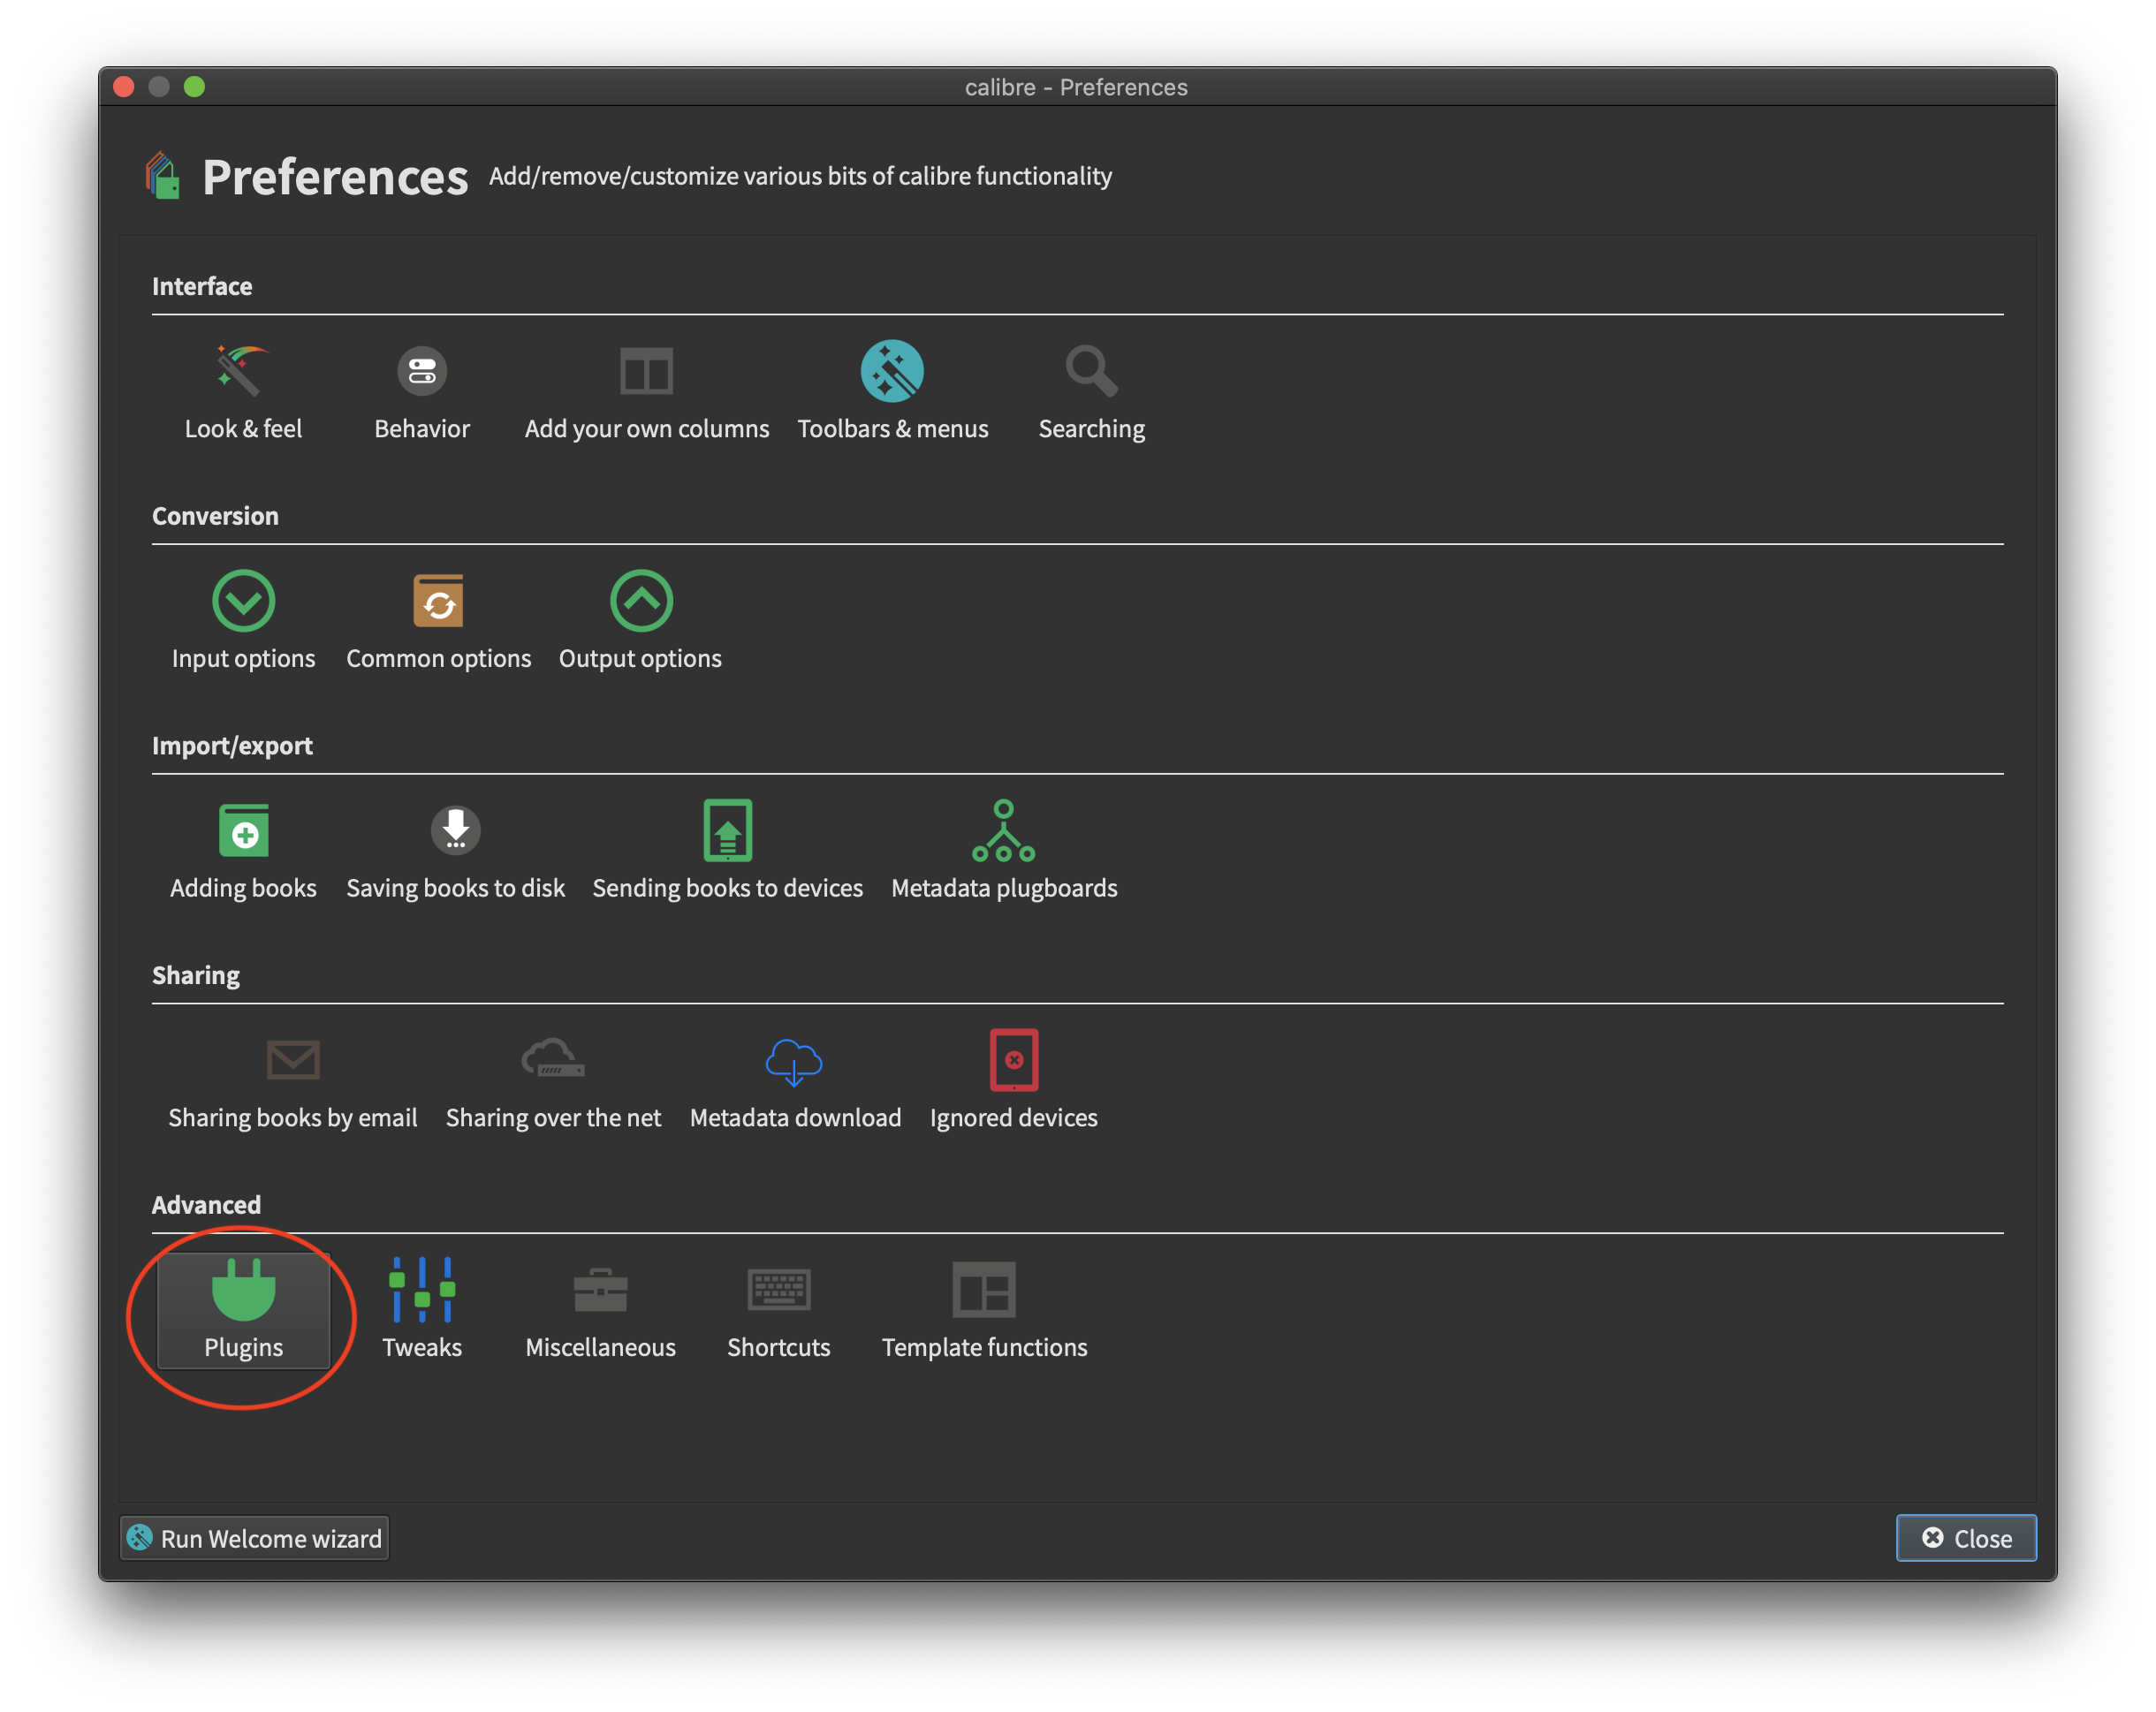 calibre - Preferences
Preferences Add/remove/customize various bits of calibre functionality
Interface
Look & feel Behavior Add your own columns Toolbars & menus Searching
Conversion
Input options Common options Output options
Import/export
Adding books Saving books to disk Sending books to devices Metadata plugboards
Sharing
Sharing books by email Sharing over the net Metadata download Ignored devices
Advanced
Plugins Tweaks Miscellaneous Shortcuts Template functions
Run Welcome wizard Close